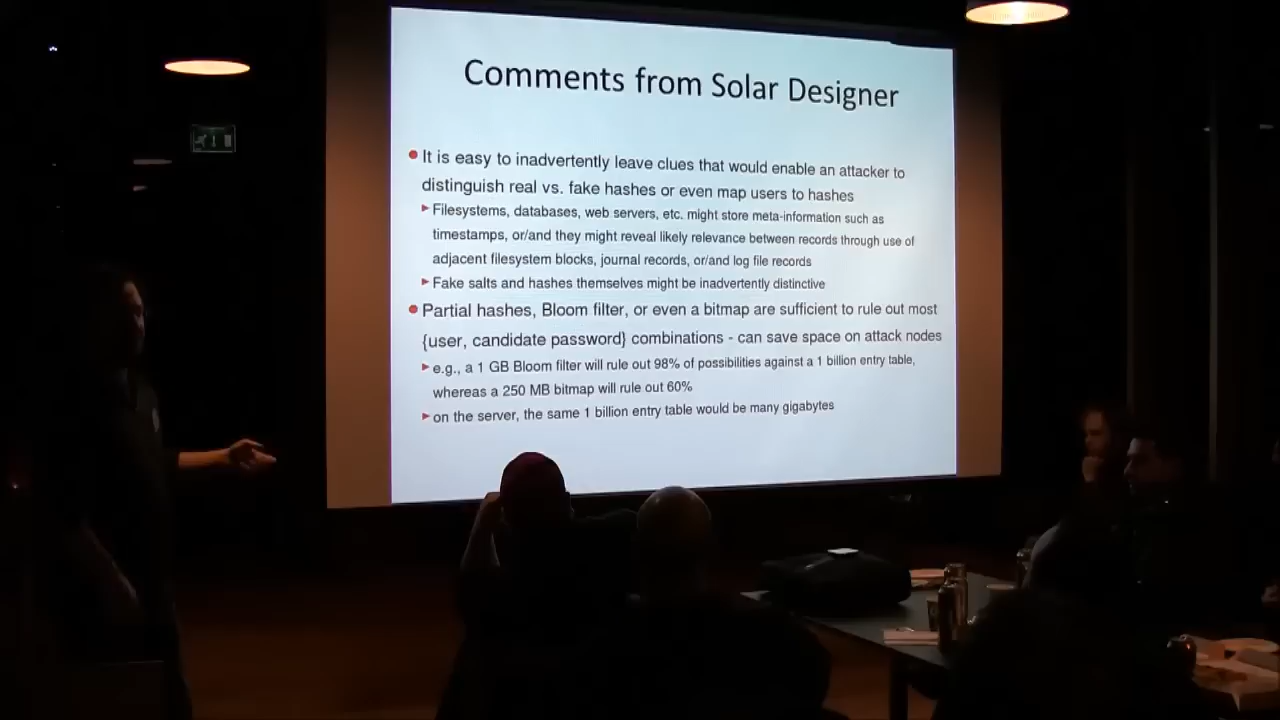 Comments from Solar Designer
It is easy to inadvertently leave clues that would enable an attacker to
distinguish real vs. fake hashes or even map users to hashes
Filesystems, databases, web servers, etc. might store meta-information such as
timestamps, or/and they might reveal likely relevance between records through use of
adjacent filesystem blocks, journal records, or/and log file records
Fake salts and hashes themselves might be inadvertently distinctive
Partial hashes, Bloom filter, or even a bitmap are sufficient to rule out most
{user, candidate password} combinations - can save space on attack nodes
e.g., a 1 GB Bloom filter will rule out 98% of possibilities against a 1 billion entry table,
whereas a 250 MB bitmap will rule out 60%
on the server, the same 1 billion entry table would be many gigabytes